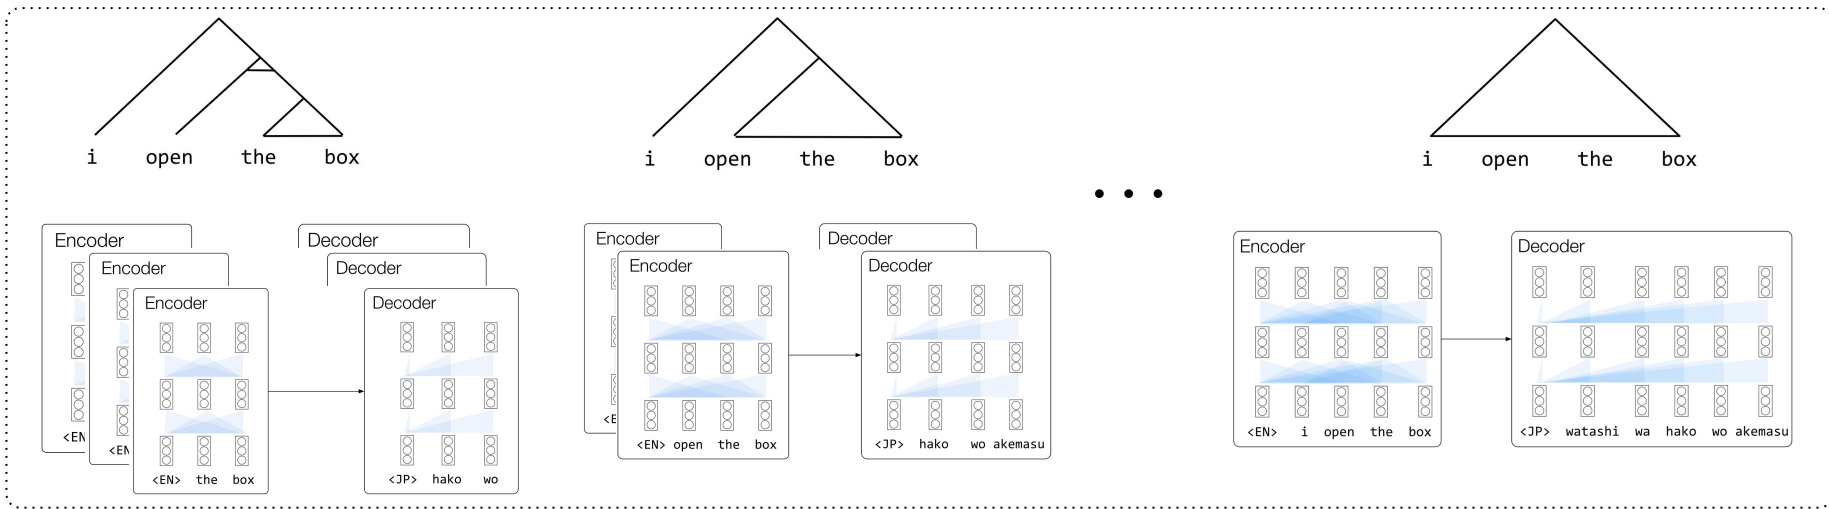 i open the box
i open the box
i open the box
Encoder
Encoder
Encoder
<EN
<EN
<EN> the box
Decoder
Decoder
Decoder
<JP> hako wo
Encoder
Encoder
<E
<EN> open the box
Decoder
Decoder
<JP> hako wo akemasu
Encoder
<EN> i open the box
Decoder
<JP> watashi wa hako wo akemasu